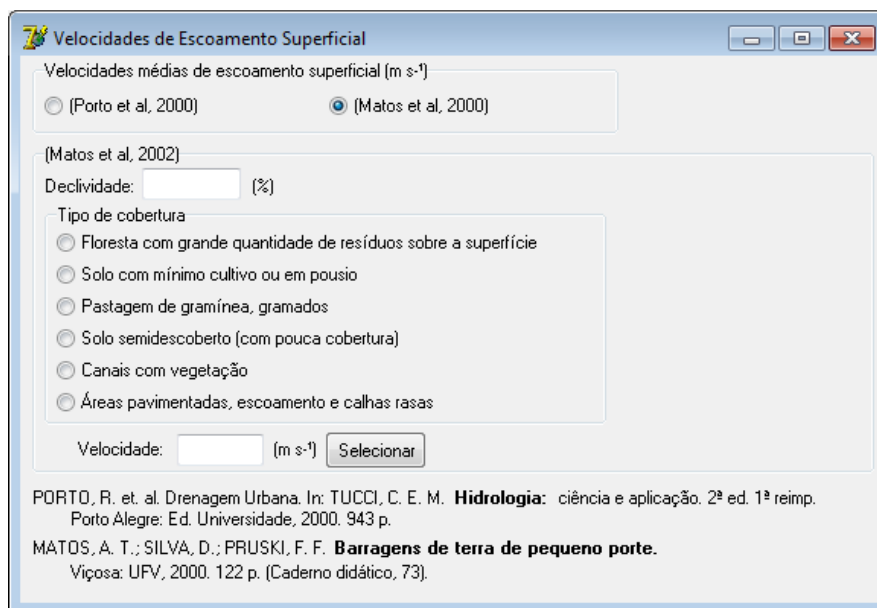 Velocidades de Escoamento Superficial
Velocidades médias de escoamento superficial (m s-¹)
(Porto et al, 2000) (Matos et al, 2000)
(Matos et al, 2002)
Declividade: (%)
Tipo de cobertura
Floresta com grande quantidade de resíduos sobre a superfície
Solo com mínimo cultivo ou em pousio
Pastagem de gramínea, gramados
Solo semidescoberto (com pouca cobertura)
Canais com vegetação
Áreas pavimentadas, escoamento e calhas rasas
Velocidade: (m s-¹) Selecionar
PORTO, R. et. al. Drenagem Urbana. In: TUCCI, C. E. M. Hidrologia: ciência e aplicação. 2ª ed. 1ª reimp.
Porto Alegre: Ed. Universidade, 2000. 943 p.
MATOS, A. T.; SILVA, D.; PRUSKI, F. F. Barragens de terra de pequeno porte.
Viçosa: UFV, 2000. 122 p. (Caderno didático, 73).